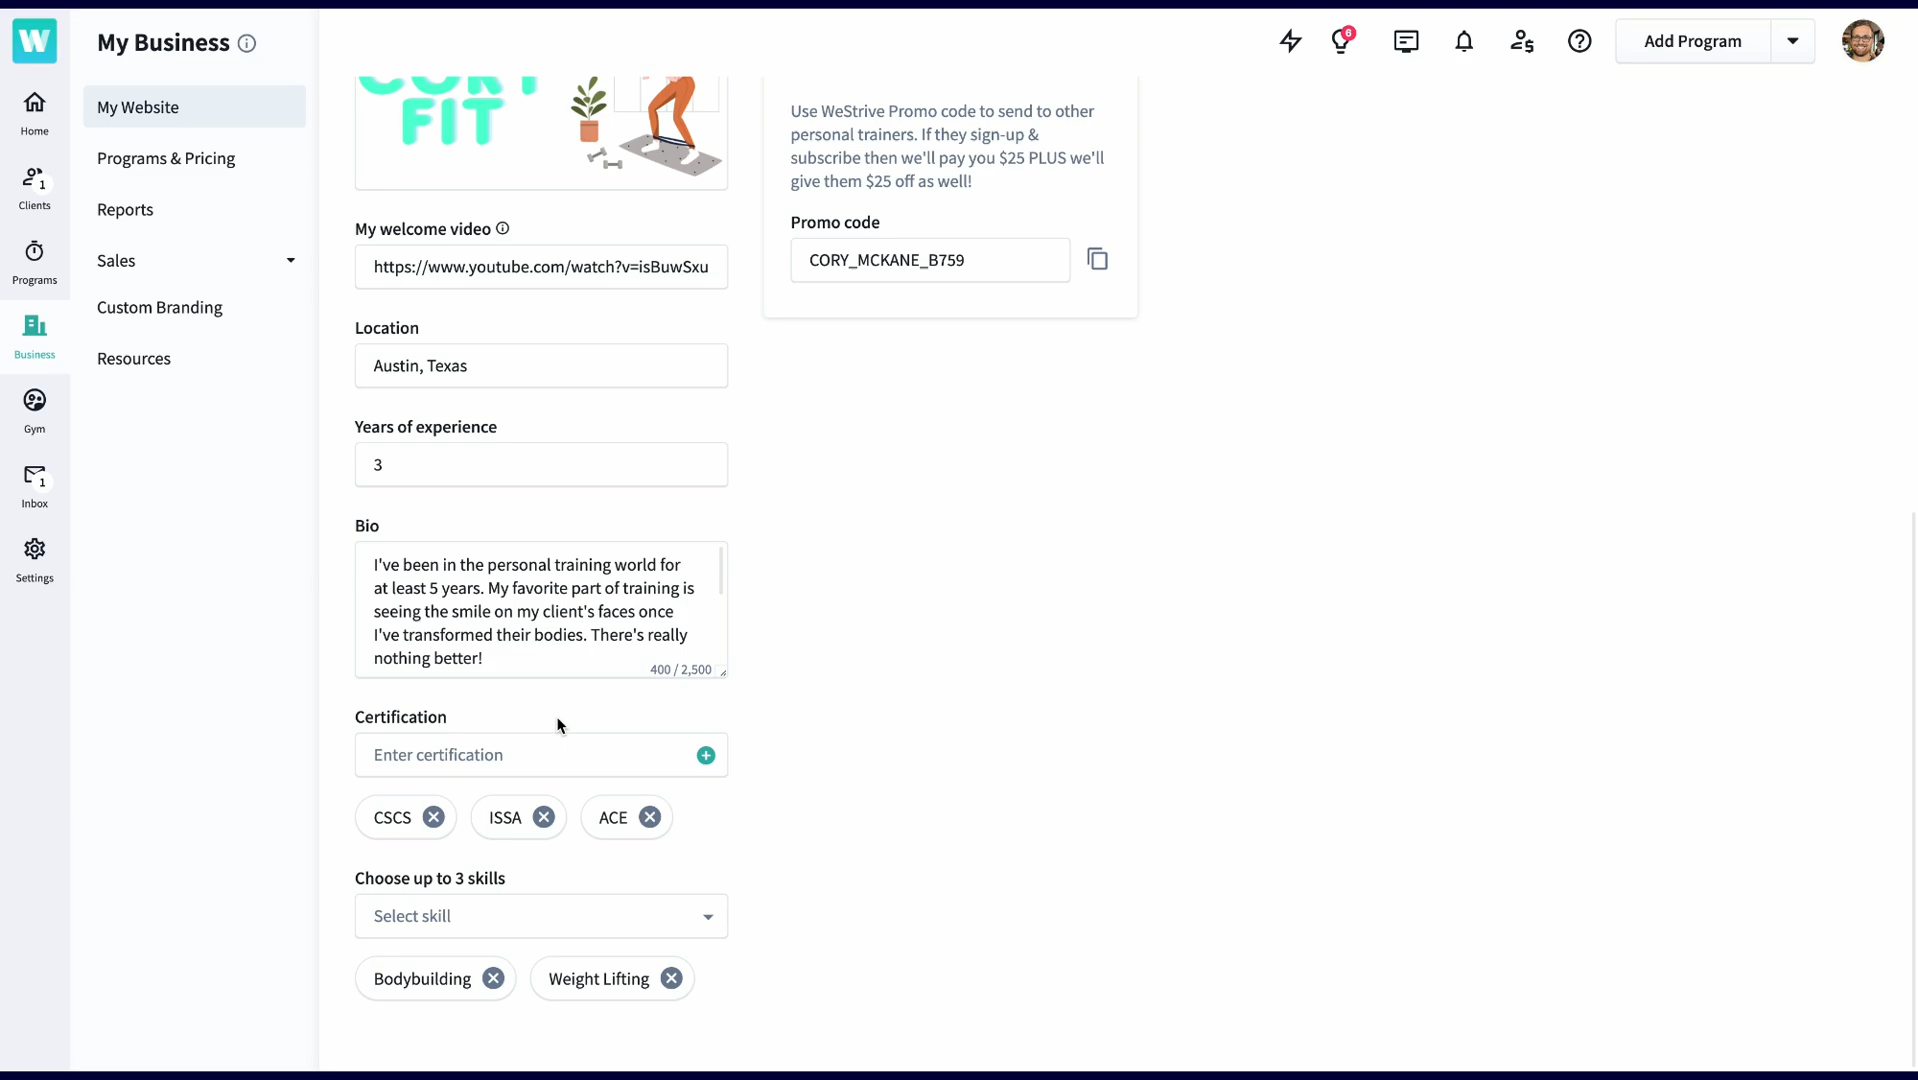 W
My Business
6
Add Program
Home
1
Clients
Programs
Business
Gym
1
Inbox
Settings
My Website
Programs & Pricing
Reports
Sales
Custom Branding
Resources
FIT
My welcome video
https://www.youtube.com/watch?v=isBuwSxu
Location
Austin, Texas
Years of experience
3
Bio
I've been in the personal training world for
at least 5 years. My favorite part of training is
seeing the smile on my client's faces once
I've transformed their bodies. There's really
nothing better!
400 / 2,500
Certification
Enter certification
CSCS
ISSA
ACE
Choose up to 3 skills
Select skill
Bodybuilding
Weight Lifting
Use WeStrive Promo code to send to other
personal trainers. If they sign-up &
subscribe then we'll pay you $25 PLUS we'll
give them $25 off as well!
Promo code
CORY_MCKANE_B759